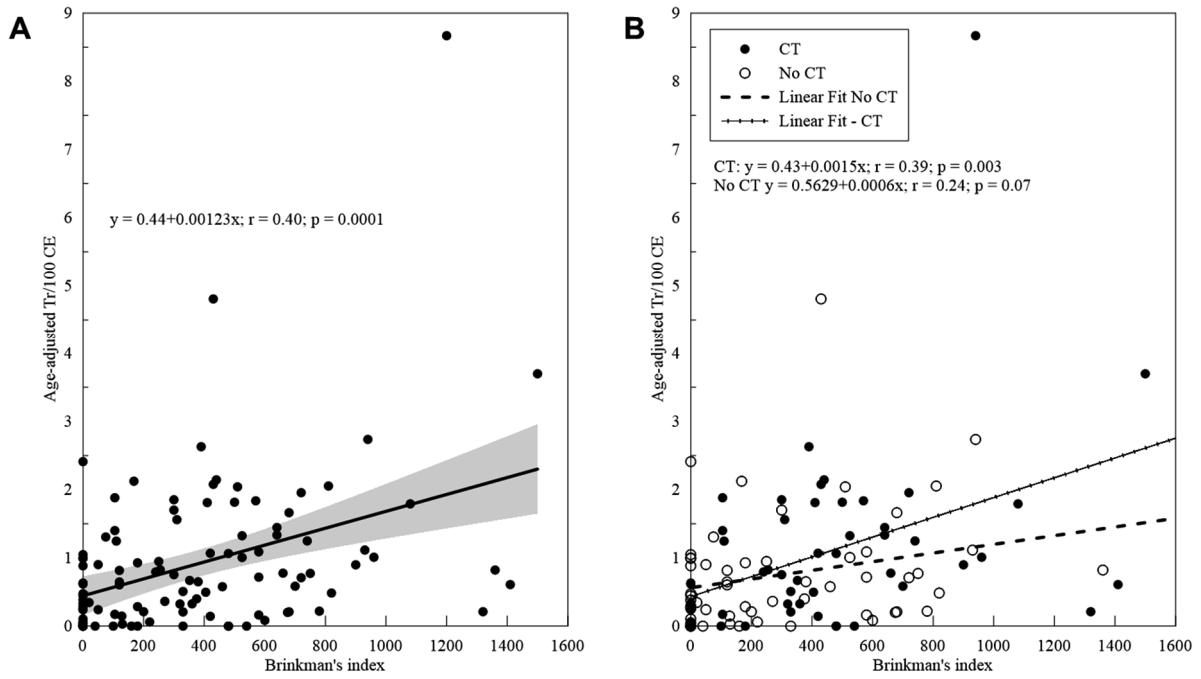 A
9
8
7
6
5
4
3
2
1
0
Age-adjusted Tr/100 CE
y = 0.44+0.00123x; r = 0.40; p = 0.0001
0 200 400 600 800 1000 1200 1400 1600
Brinkman's index
B
9
8
7
6
5
4
3
2
1
0
Age-adjusted Tr/100 CE
CT
No CT
Linear Fit No CT
Linear Fit - CT
CT: y = 0.43+0.0015x; r = 0.39; p = 0.003
No CT y = 0.5629+0.0006x; r = 0.24; p = 0.07
0 200 400 600 800 1000 1200 1400 1600
Brinkman's index